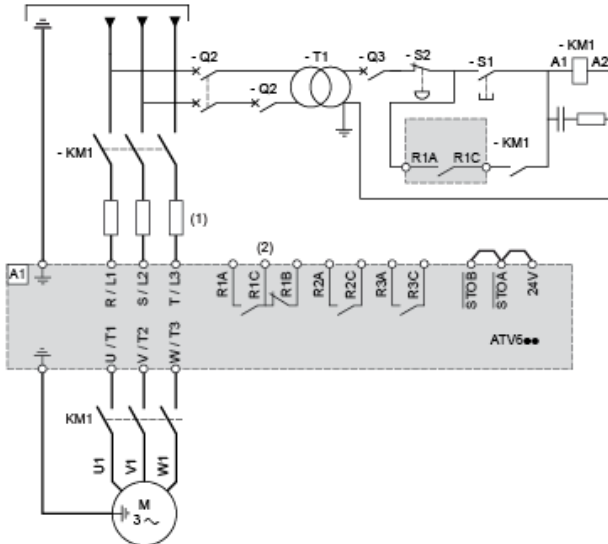 - Q2
- T1
- Q3
- S2
- S1
- KM1
A1
A2
- Q2
- KM1
R1A
R1C
- KM1
(1)
(2)
A1
R / L1
S / L2
T / L3
R1A
R1C
R1B
R2A
R2C
R3A
R3C
STOB
STOA
24V
U / T1
V / T2
W / T3
ATV6●●
KM1
U1
V1
W1
M
3 ~